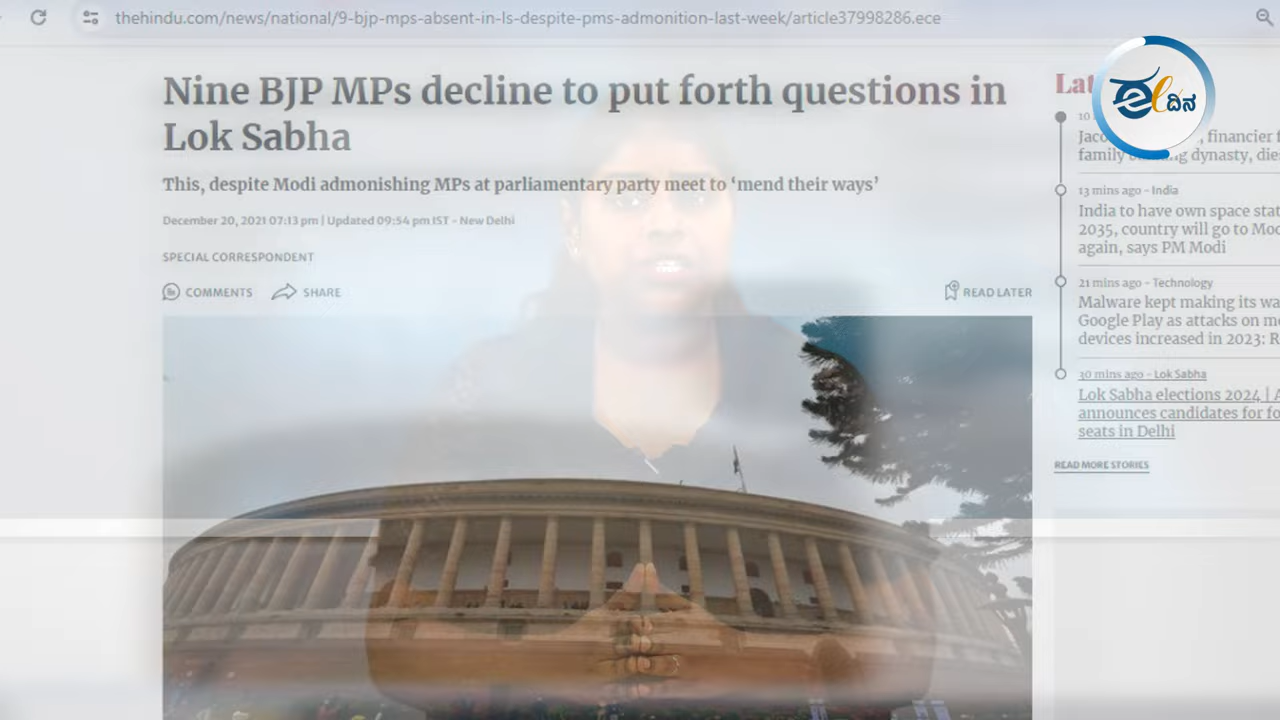 thehindu.com/news/national/9-bjp-mps-absent-in-ls-despite-pms-admonition-last-week/article37998286.ece
Nine BJP MPs decline to put forth questions in
Lok Sabha
This, despite Modi admonishing MPs at parliamentary party meet to ‘mend their ways’
December 20, 2021 07:13 pm | Updated 09:54 pm IST - New Delhi
SPECIAL CORRESPONDENT
COMMENTS SHARE
READ LATER
Lat
eಲ ದಿನ
10
Jaco , financier f
family g dynasty, dies
13 mins ago - India
India to have own space stat
2035, country will go to Moo
again, says PM Modi
21 mins ago - Technology
Malware kept making its wa
Google Play as attacks on mo
devices increased in 2023: R
30 mins ago - Lok Sabha
Lok Sabha elections 2024 | A
announces candidates for fo
seats in Delhi
READ MORE STORIES